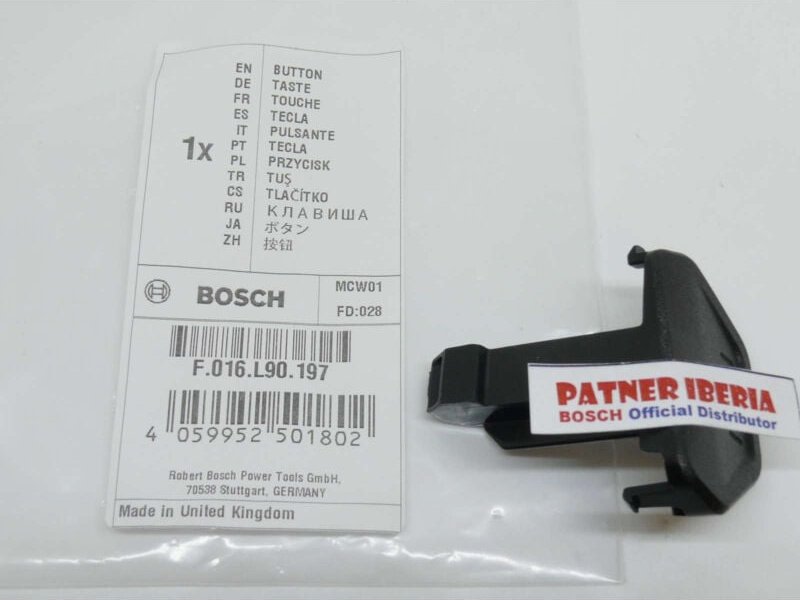 1x
EN BUTTON
DE TASTE
FR TOUCHE
ES TECLA
IT PULSANTE
PT TECLA
PL PRZYCISK
TR TUŞ
CS TLAČÍTKO
RU КЛАВИША
JA ボタン
ZH 按钮
BOSCH
MCW01
FD:028
F.016.L90.197
4 059952 501802
Robert Bosch Power Tools GmbH,
70538 Stuttgart, GERMANY
Made in United Kingdom
PATNER IBERIA
BOSCH Official Distributor